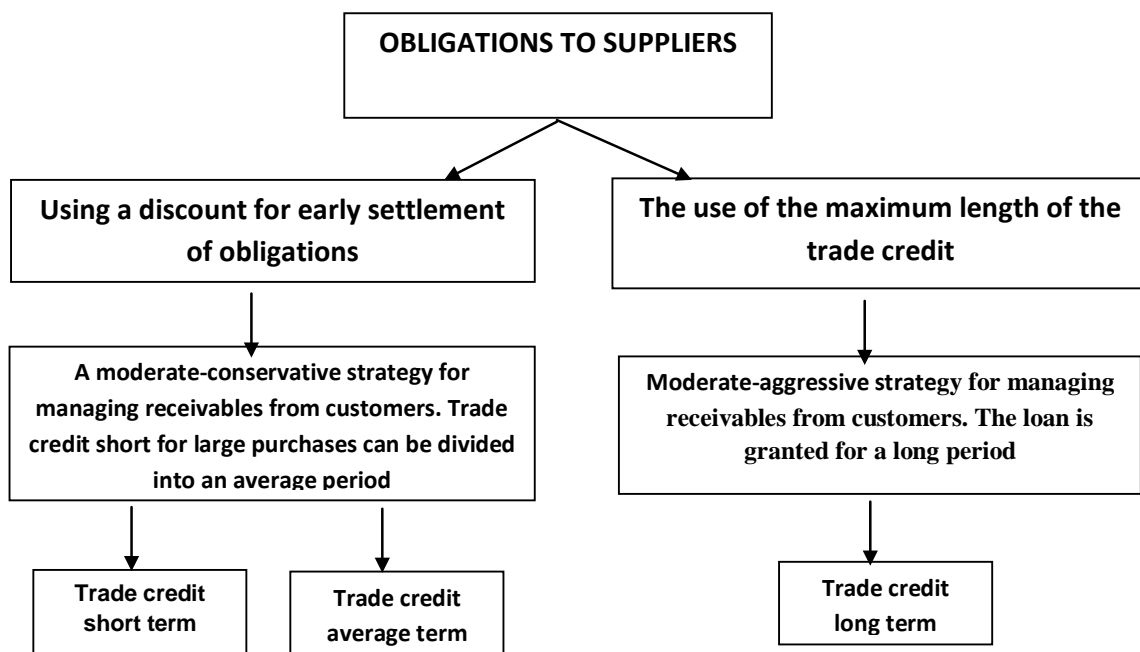 OBLIGATIONS TO SUPPLIERS
Using a discount for early settlement
of obligations
The use of the maximum length of the
trade credit
A moderate-conservative strategy for
managing receivables from customers. Trade
credit short for large purchases can be divided
into an average period
Moderate-aggressive strategy for managing
receivables from customers. The loan is
granted for a long period
Trade credit
short term
Trade credit
average term
Trade credit
long term